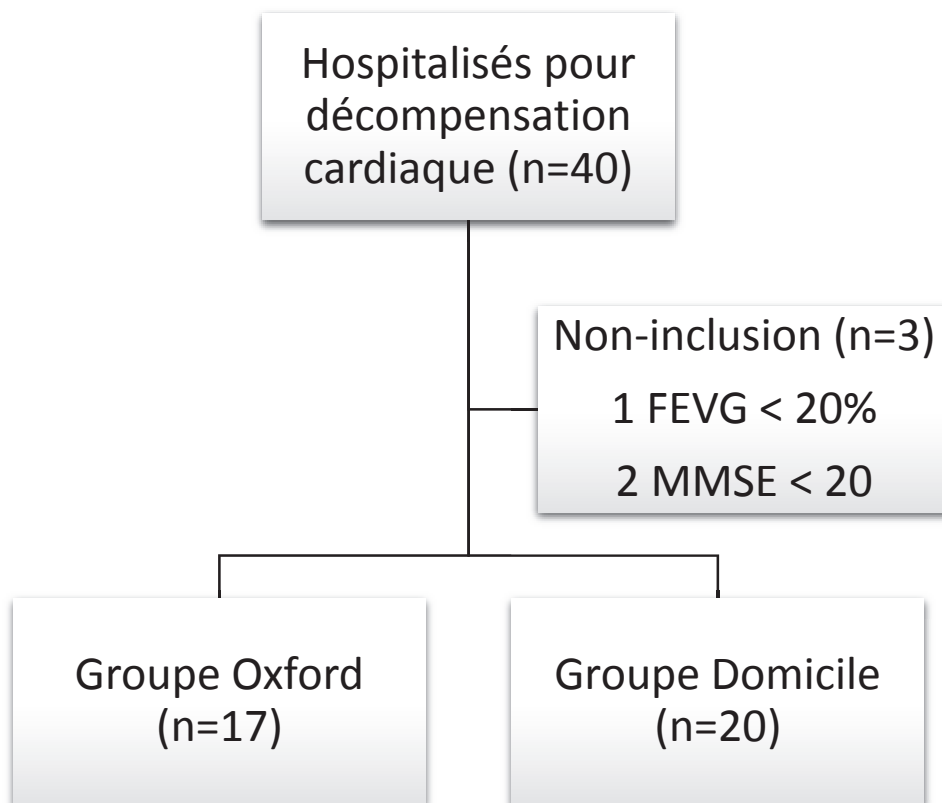 Hospitalisés pour
décompensation
cardiaque (n=40)
Non-inclusion (n=3)
1 FEVG < 20%
2 MMSE < 20
Groupe Oxford
(n=17)
Groupe Domicile
(n=20)